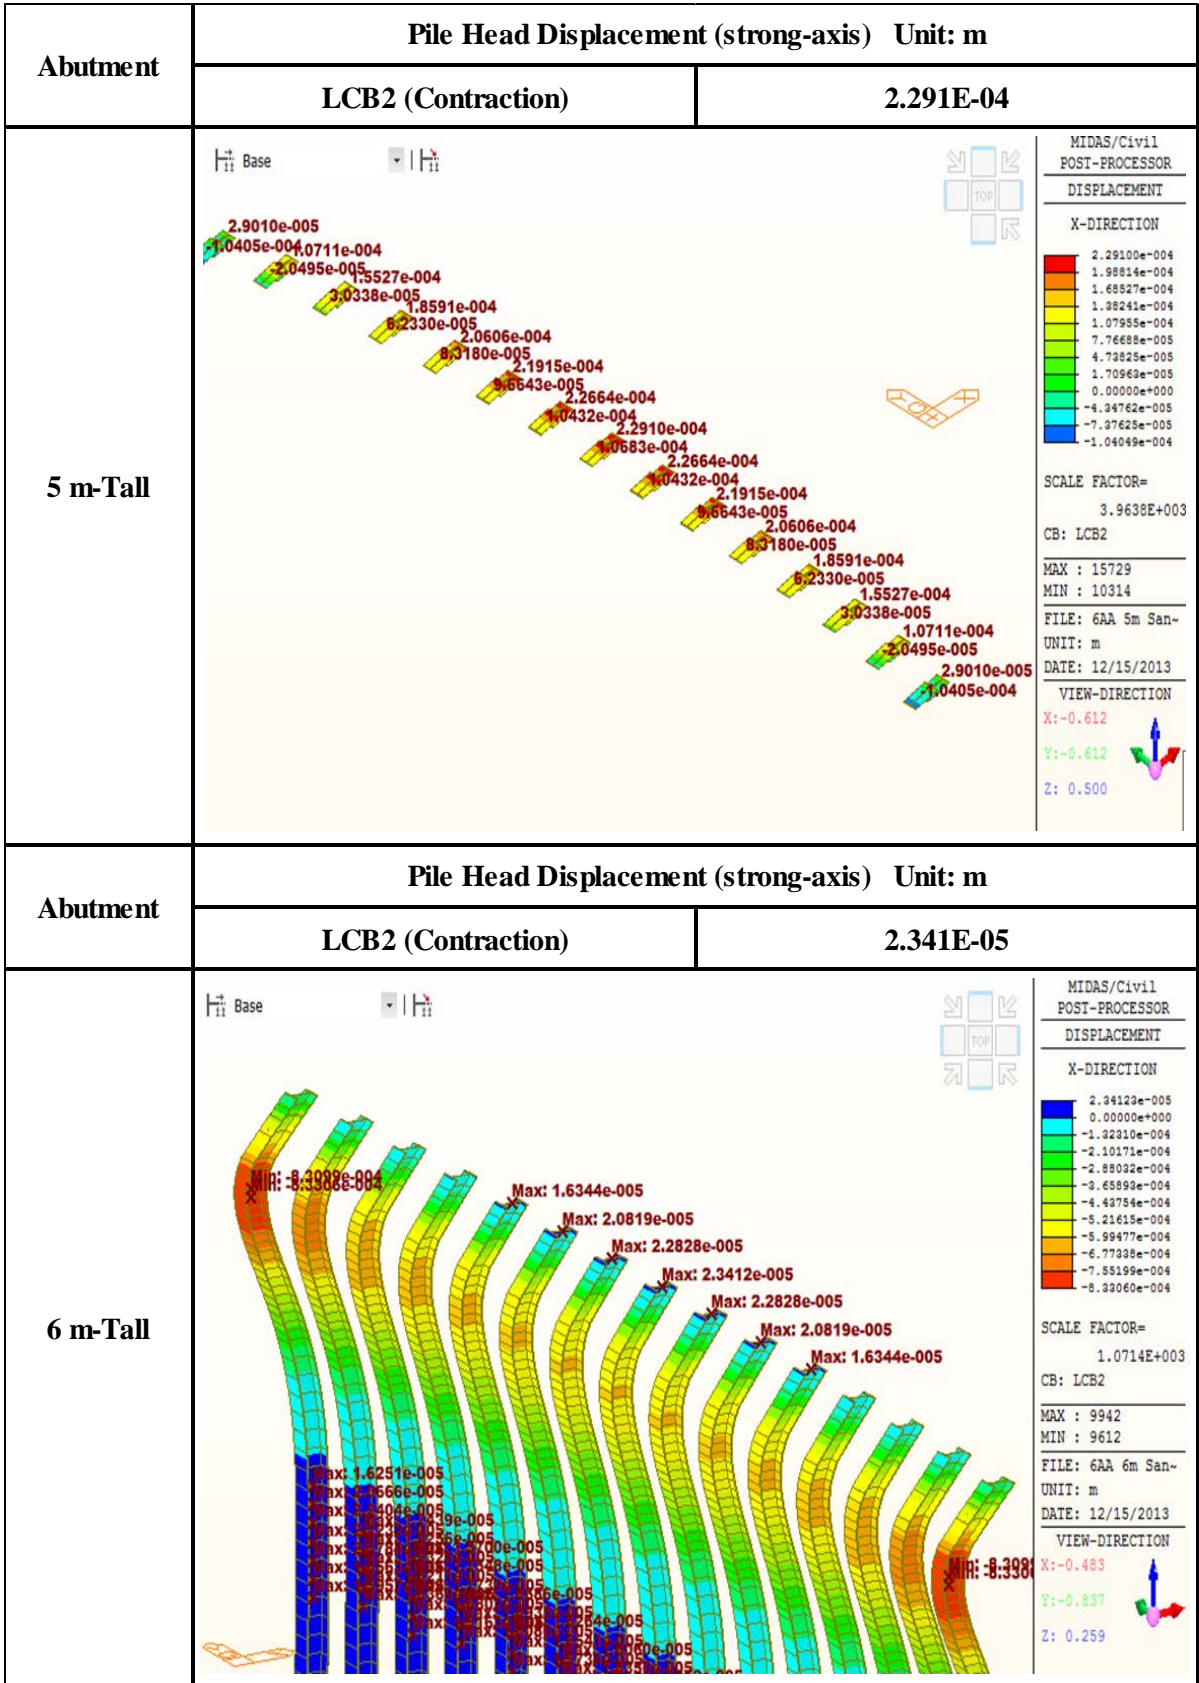 Abutment
Pile Head Displacement (strong-axis) Unit: m
LCB2 (Contraction)
2.291E-04
5 m-Tall
Base
TOP
2.9010e-005
-1.0405e-004
1.0711e-004
-2.0495e-005
1.5527e-004
3.0338e-005
1.8591e-004
6.2330e-005
2.0606e-004
8.3180e-005
2.1915e-004
9.6643e-005
2.2664e-004
1.0432e-004
2.2910e-004
1.0683e-004
2.2664e-004
1.0432e-004
2.1915e-004
9.6643e-005
2.0606e-004
8.3180e-005
1.8591e-004
6.2330e-005
1.5527e-004
3.0338e-005
1.0711e-004
-2.0495e-005
2.9010e-005
-1.0405e-004
MIDAS/Civil
POST-PROCESSOR
DISPLACEMENT
X-DIRECTION
2.29100e-004
1.98814e-004
1.68527e-004
1.38241e-004
1.07955e-004
7.76688e-005
4.73825e-005
1.70963e-005
0.00000e+000
-4.34762e-005
-7.37625e-005
-1.04049e-004
SCALE FACTOR=
3.9638E+003
CB: LCB2
MAX : 15729
MIN : 10314
FILE: 6AA 5m San~
UNIT: m
DATE: 12/15/2013
VIEW-DIRECTION
X:-0.612
Y:-0.612
Z: 0.500
Abutment
Pile Head Displacement (strong-axis) Unit: m
LCB2 (Contraction)
2.341E-05
6 m-Tall
Base
TOP
Min: -8.3099e-004
Min: -8.3306e-004
Max: 1.6344e-005
Max: 2.0819e-005
Max: 2.2828e-005
Max: 2.3412e-005
Max: 2.2828e-005
Max: 2.0819e-005
Max: 1.6344e-005
Max: 1.6251e-005
MIDAS/Civil
POST-PROCESSOR
DISPLACEMENT
X-DIRECTION
2.34123e-005
0.00000e+000
-1.32310e-004
-2.10171e-004
-2.88032e-004
-3.65893e-004
-4.43754e-004
-5.21615e-004
-5.99477e-004
-6.77338e-004
-7.55199e-004
-8.33060e-004
SCALE FACTOR=
1.0714E+003
CB: LCB2
MAX : 9942
MIN : 9612
FILE: 6AA 6m San~
UNIT: m
DATE: 12/15/2013
VIEW-DIRECTION
X:-0.483
Y:-0.837
Z: 0.259